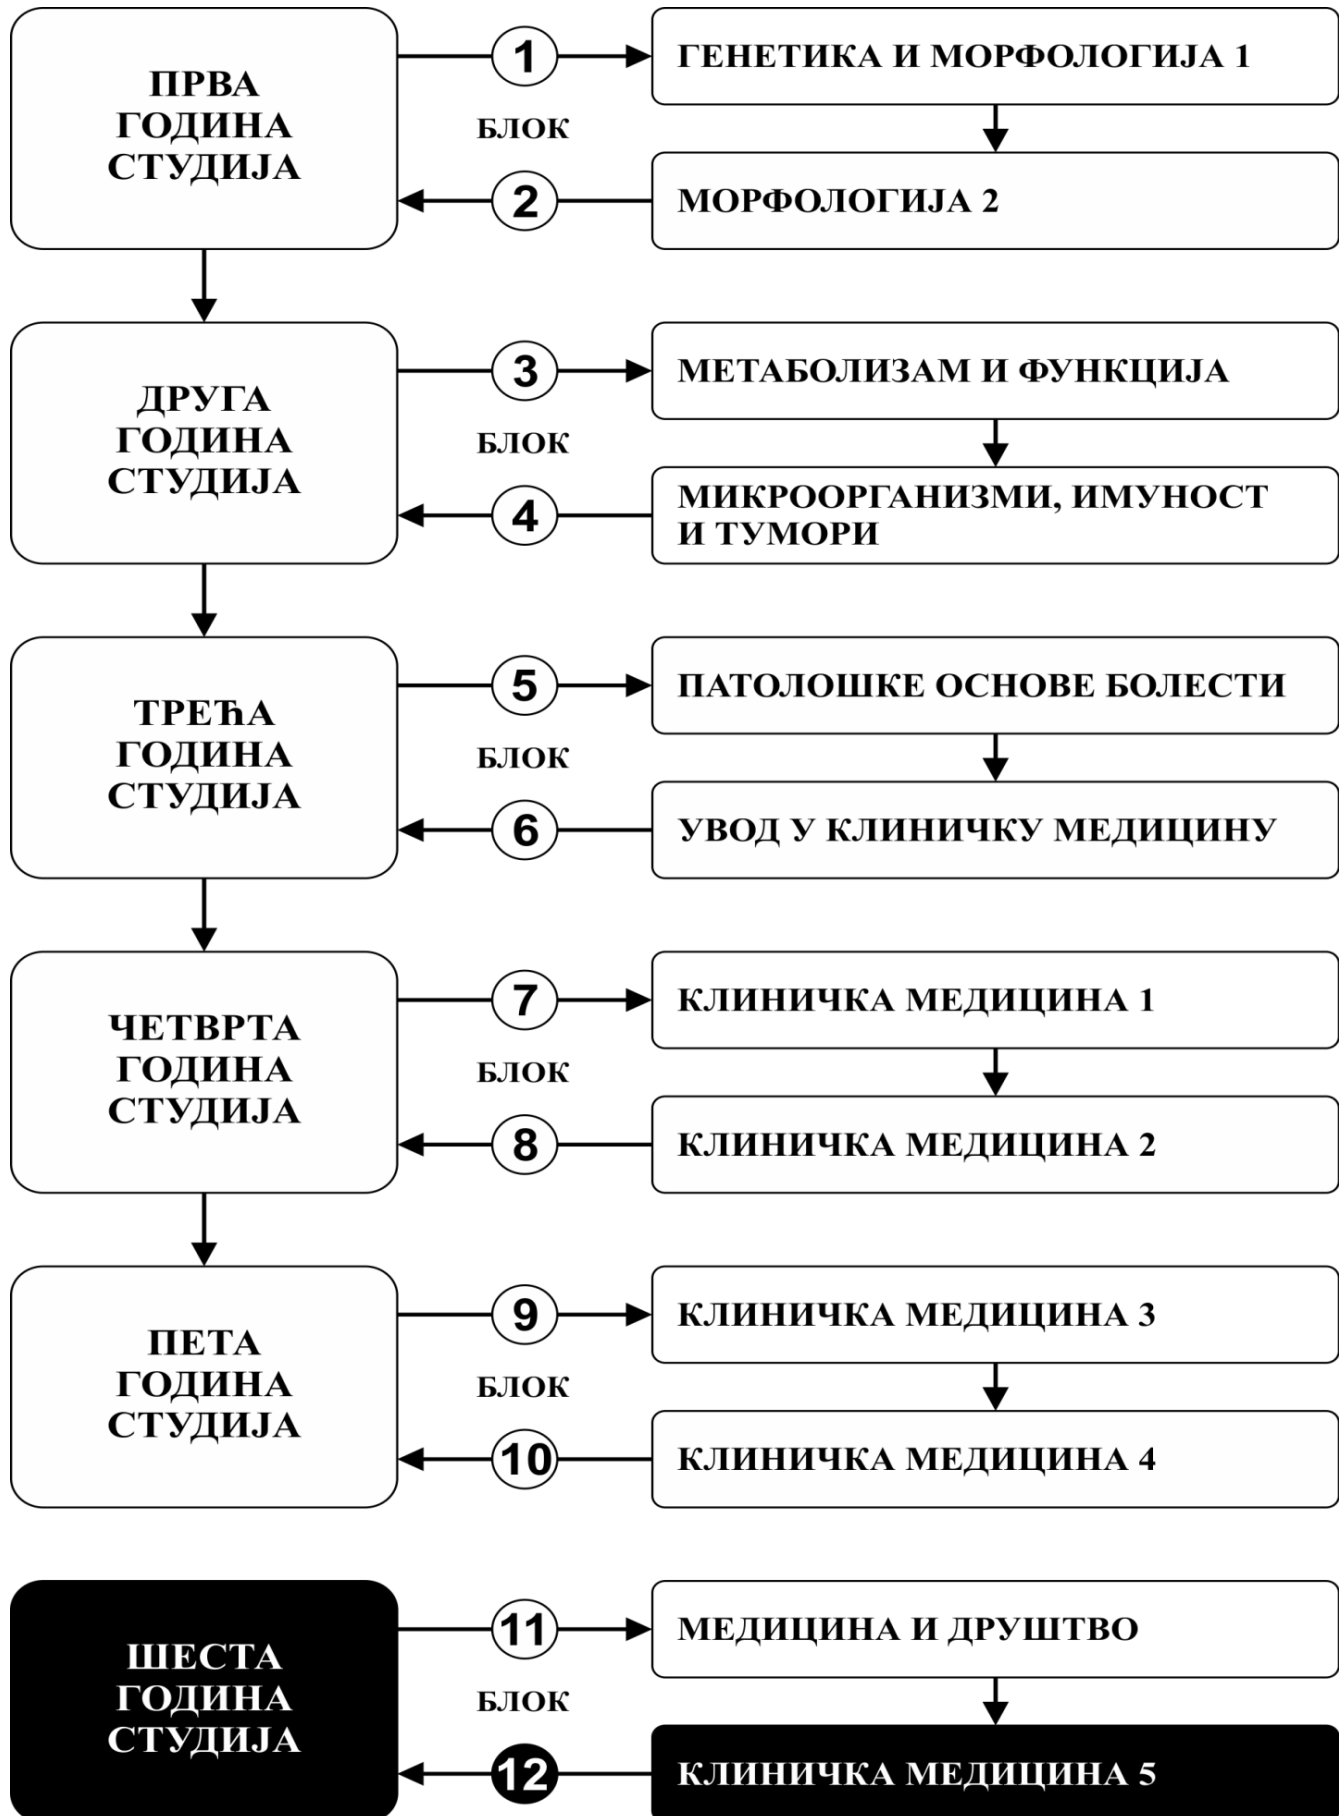 ПРВА
ГОДИНА
СТУДИЈА
1
ГЕНЕТИКА И МОРФОЛОГИЈА 1
БЛОК
2
МОРФОЛОГИЈА 2
ДРУГА
ГОДИНА
СТУДИЈА
3
МЕТАБОЛИЗАМ И ФУНКЦИЈА
БЛОК
4
МИКРООРГАНИЗМИ, ИМУНОСТ
И ТУМОРИ
ТРЕЋА
ГОДИНА
СТУДИЈА
5
ПАТОЛОШКЕ ОСНОВЕ БОЛЕСТИ
БЛОК
6
УВОД У КЛИНИЧКУ МЕДИЦИНУ
ЧЕТВРТА
ГОДИНА
СТУДИЈА
7
КЛИНИЧКА МЕДИЦИНА 1
БЛОК
8
КЛИНИЧКА МЕДИЦИНА 2
ПЕТА
ГОДИНА
СТУДИЈА
9
КЛИНИЧКА МЕДИЦИНА 3
БЛОК
10
КЛИНИЧКА МЕДИЦИНА 4
ШЕСТА
ГОДИНА
СТУДИЈА
11
МЕДИЦИНА И ДРУШТВО
БЛОК
12
КЛИНИЧКА МЕДИЦИНА 5